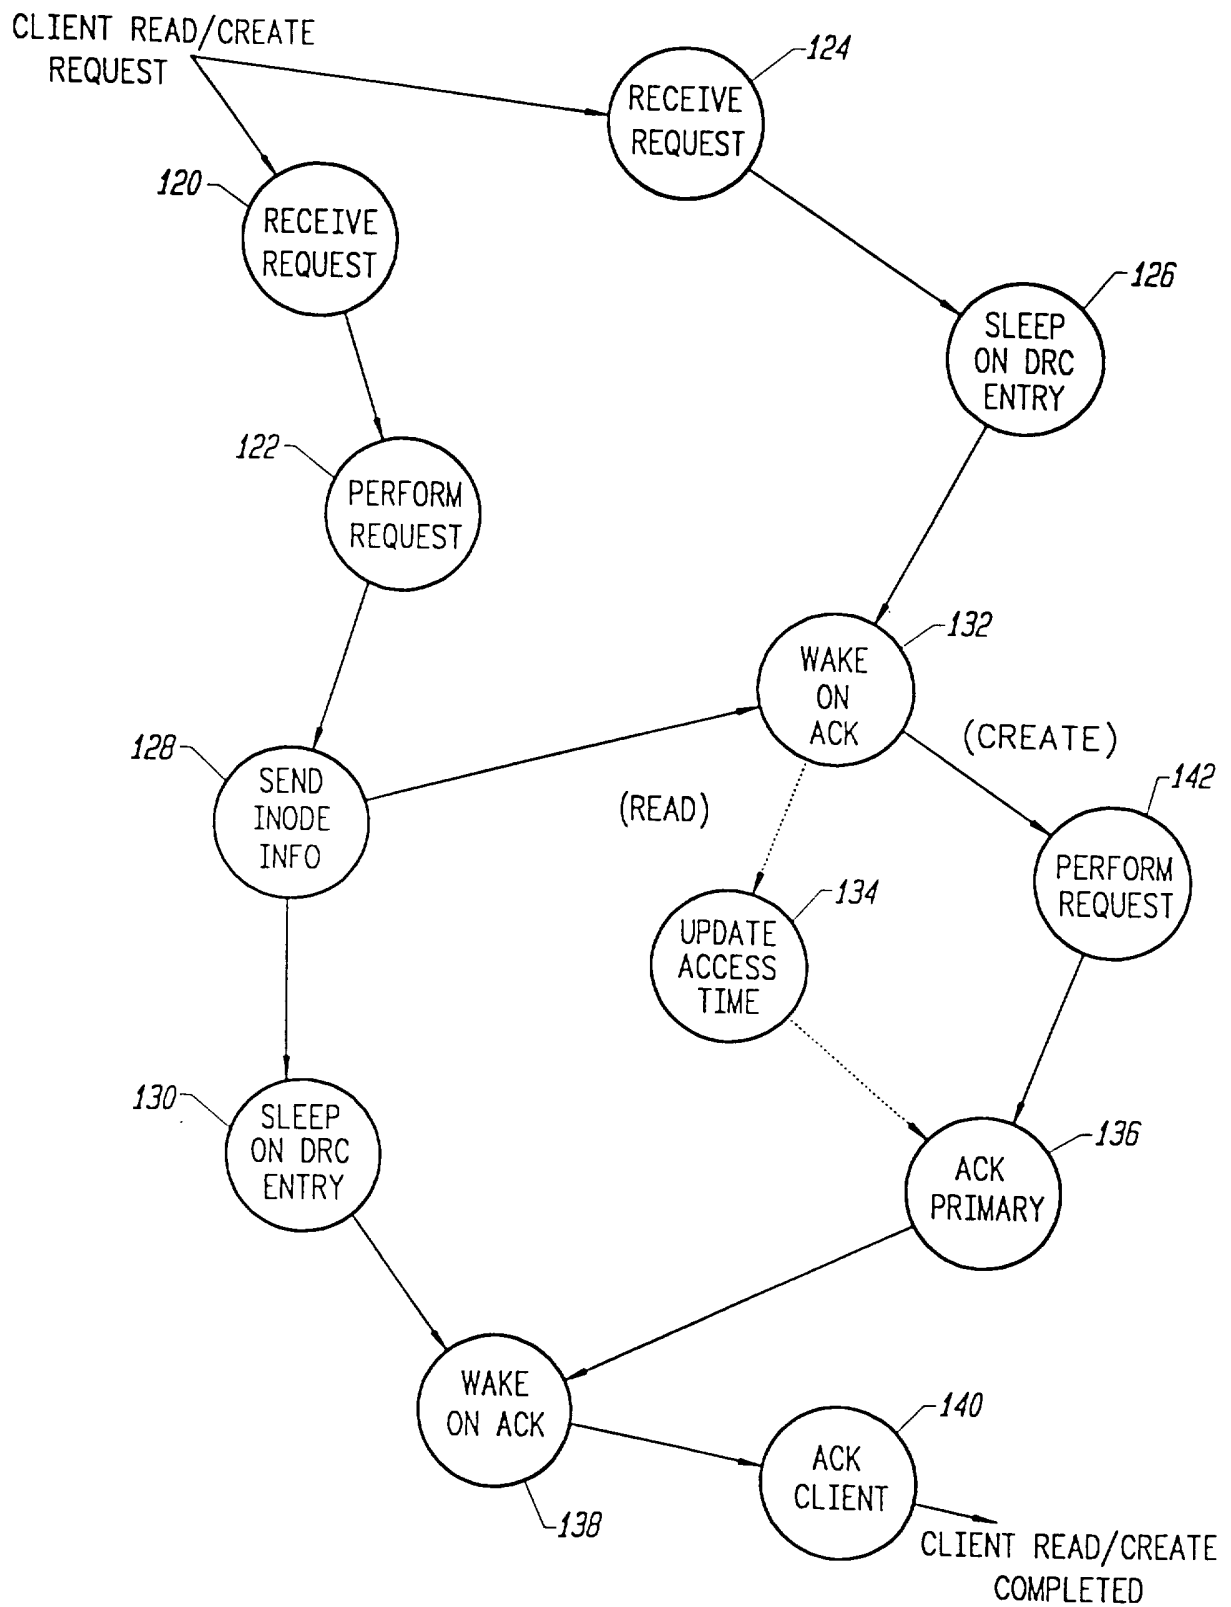 CLIENT READ/CREATE
REQUEST
124
RECEIVE
REQUEST
120
RECEIVE
REQUEST
126
SLEEP
ON DRC
ENTRY
122
PERFORM
REQUEST
132
WAKE
ON
ACK
(CREATE)
128
SEND
INODE
INFO
(READ)
142
PERFORM
REQUEST
134
UPDATE
ACCESS
TIME
130
SLEEP
ON DRC
ENTRY
136
ACK
PRIMARY
WAKE
ON ACK
138
140
ACK
CLIENT
CLIENT READ/CREATE
COMPLETED